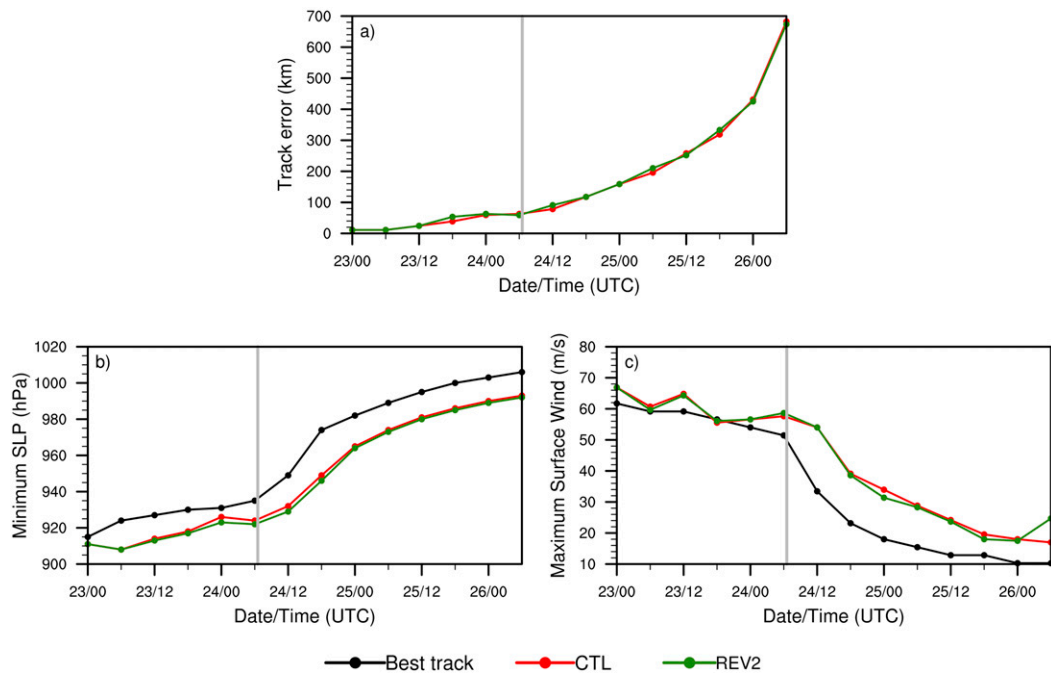 a)
Track error (km)
700
600
500
400
300
200
100
0
23/00 23/12 24/00 24/12 25/00 25/12 26/00
Date/Time (UTC)
b)
Minimum SLP (hPa)
1020
1000
980
960
940
920
900
23/00 23/12 24/00 24/12 25/00 25/12 26/00
Date/Time (UTC)
c)
Maximum Surface Wind (m/s)
80
70
60
50
40
30
20
10
23/00 23/12 24/00 24/12 25/00 25/12 26/00
Date/Time (UTC)
Best track CTL REV2